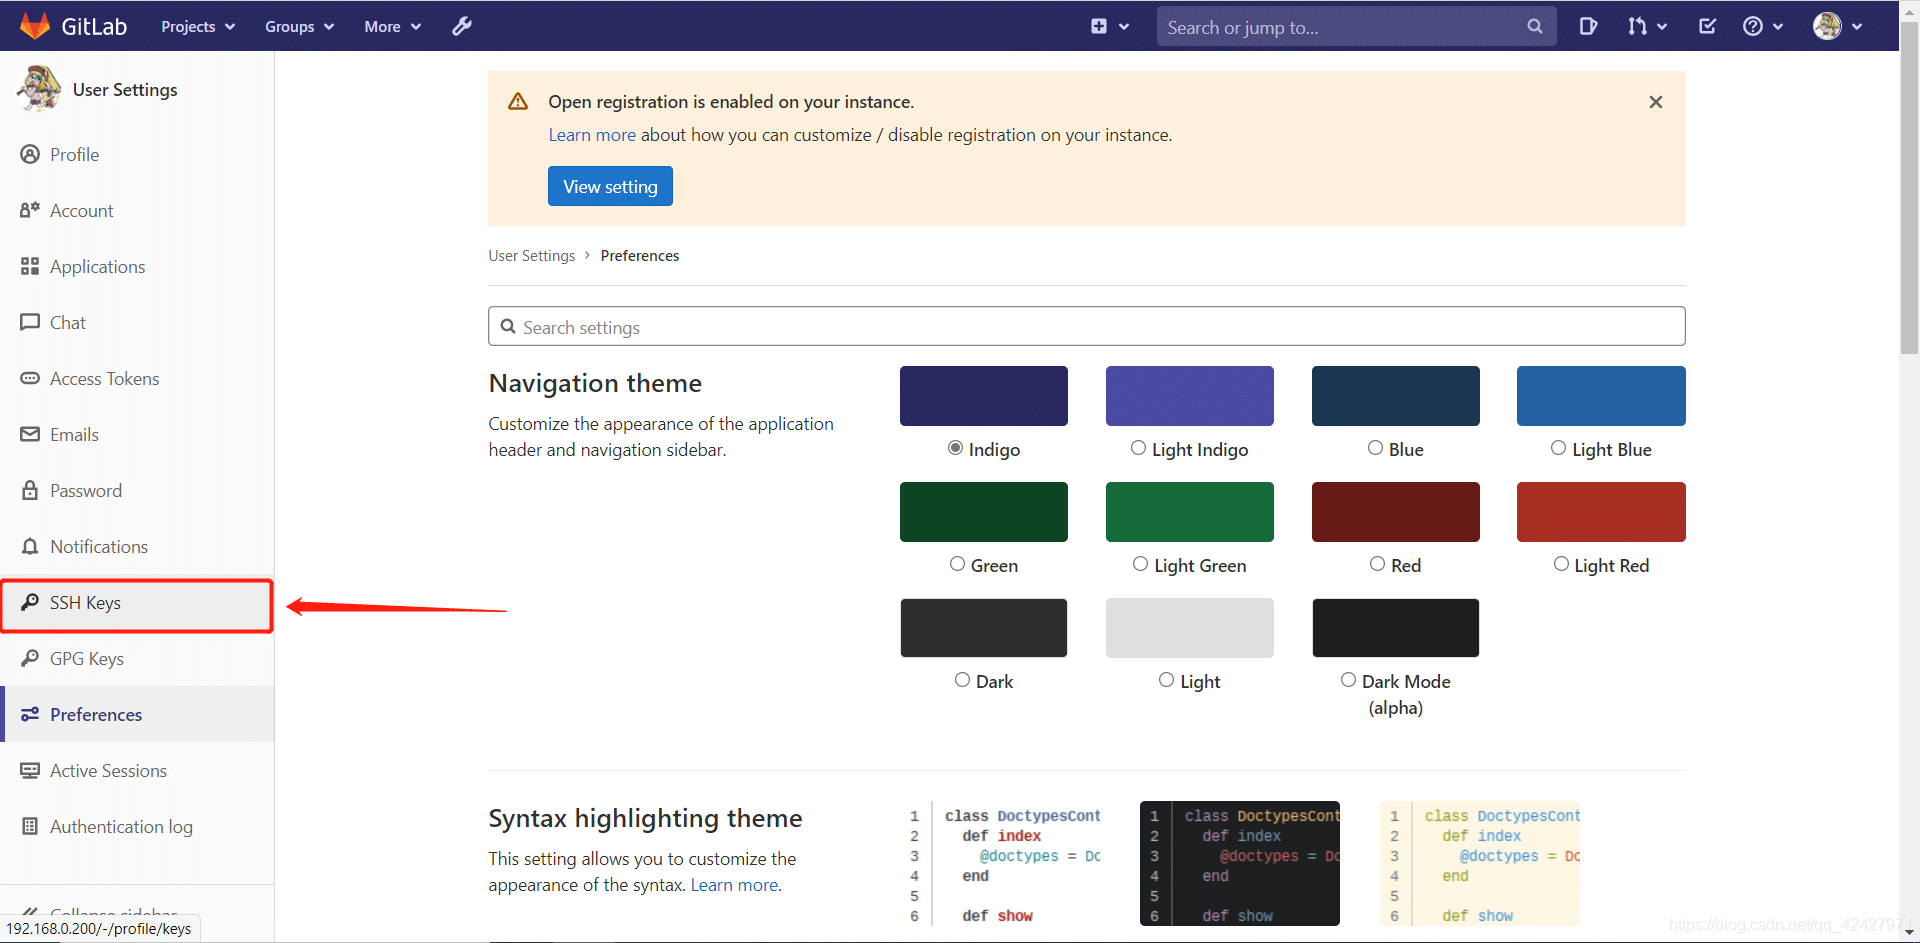 GitLab
Projects
Groups
More
Search or jump to...
User Settings
Profile
Account
Applications
Chat
Access Tokens
Emails
Password
Notifications
SSH Keys
GPG Keys
Preferences
Active Sessions
Authentication log
Collapse sidebar
192.168.0.200/-/profile/keys
Open registration is enabled on your instance.
Learn more about how you can customize / disable registration on your instance.
View setting
User Settings › Preferences
Search settings
Navigation theme
Customize the appearance of the application
header and navigation sidebar.
Indigo
Light Indigo
Blue
Light Blue
Green
Light Green
Red
Light Red
Dark
Light
Dark Mode
(alpha)
Syntax highlighting theme
This setting allows you to customize the
appearance of the syntax. Learn more.
1 class DoctypesCont
2 def index
3 @doctypes = Dc
4 end
5
6 def show
1 class DoctypesCont
2 def index
3 @doctypes = Dc
4 end
5
6 def show
1 class DoctypesCont
2 def index
3 @doctypes = Dc
4 end
5
6 def show
https://blog.csdn.net/qq_42427971